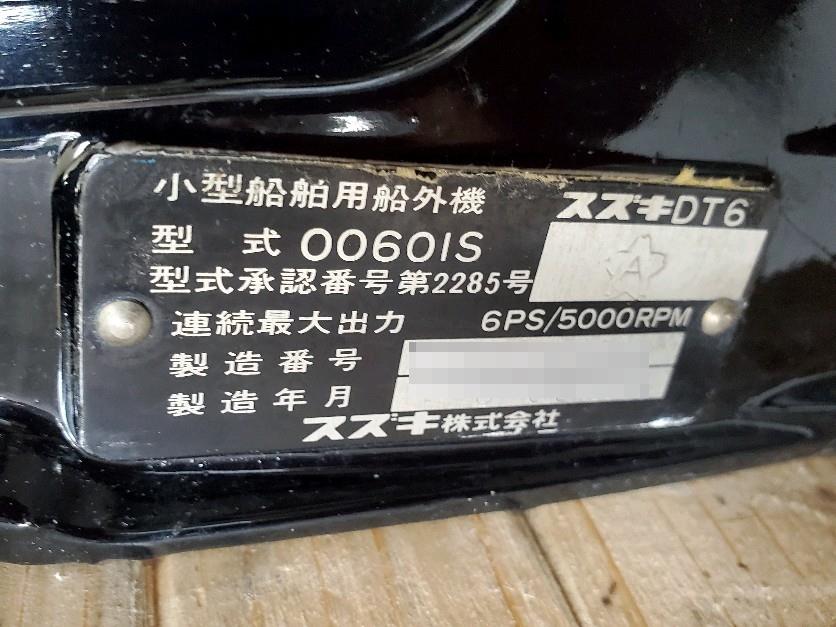 小型船舶用船外機 スズキDT6
型 式 00601S
型式承認番号第2285号
連続最大出力 6PS/5000RPM
製造番号
製造年月
スズキ株式会社